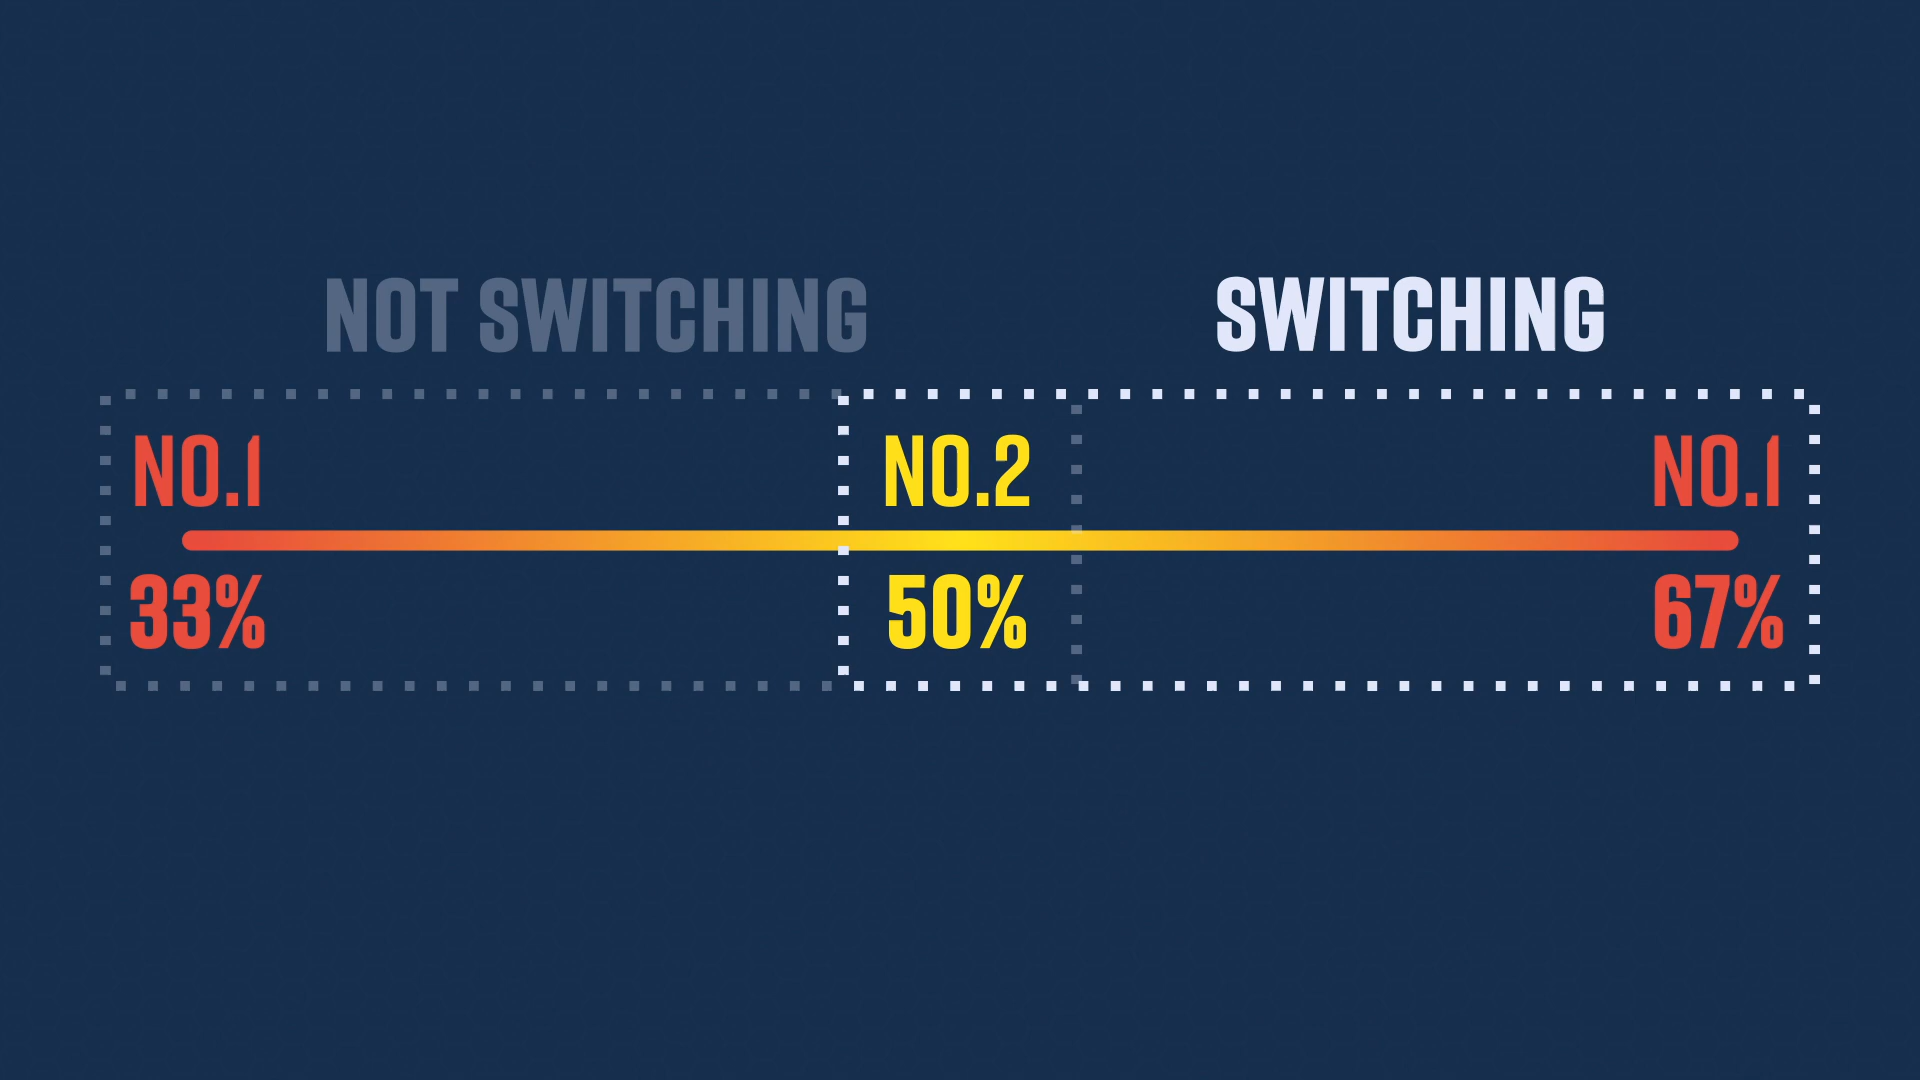 NOT SWITCHING
SWITCHING
NO.1
NO.2
NO.1
33%
50%
67%